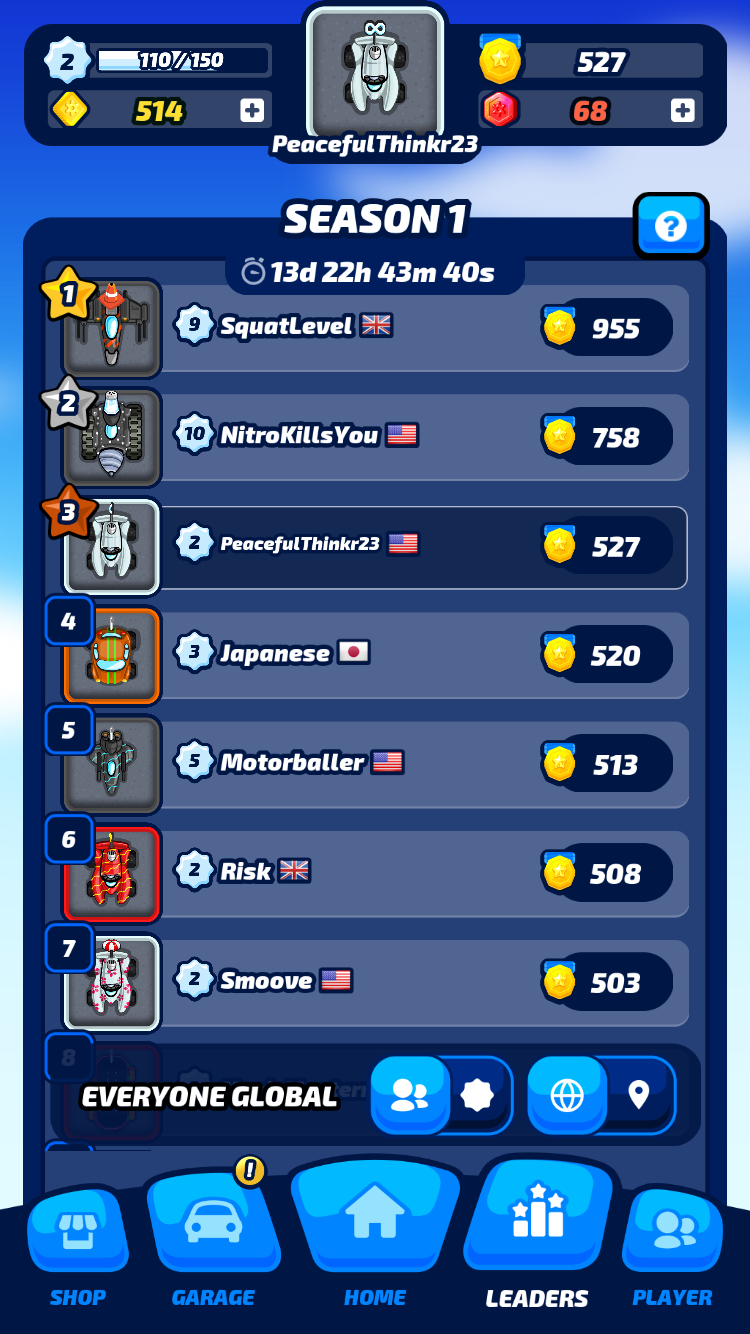 2 110/150 527
514 68
PeacefulThinkr23
SEASON 1 ?
13d 22h 43m 40s
1 9 SquatLevel 955
2 10 NitroKillsYou 758
3 2 PeacefulThinkr23 527
4 3 Japanese 520
5 5 Motorballer 513
6 2 Risk 508
7 2 Smoove 503
8
EVERYONE GLOBAL
!
SHOP GARAGE HOME LEADERS PLAYER